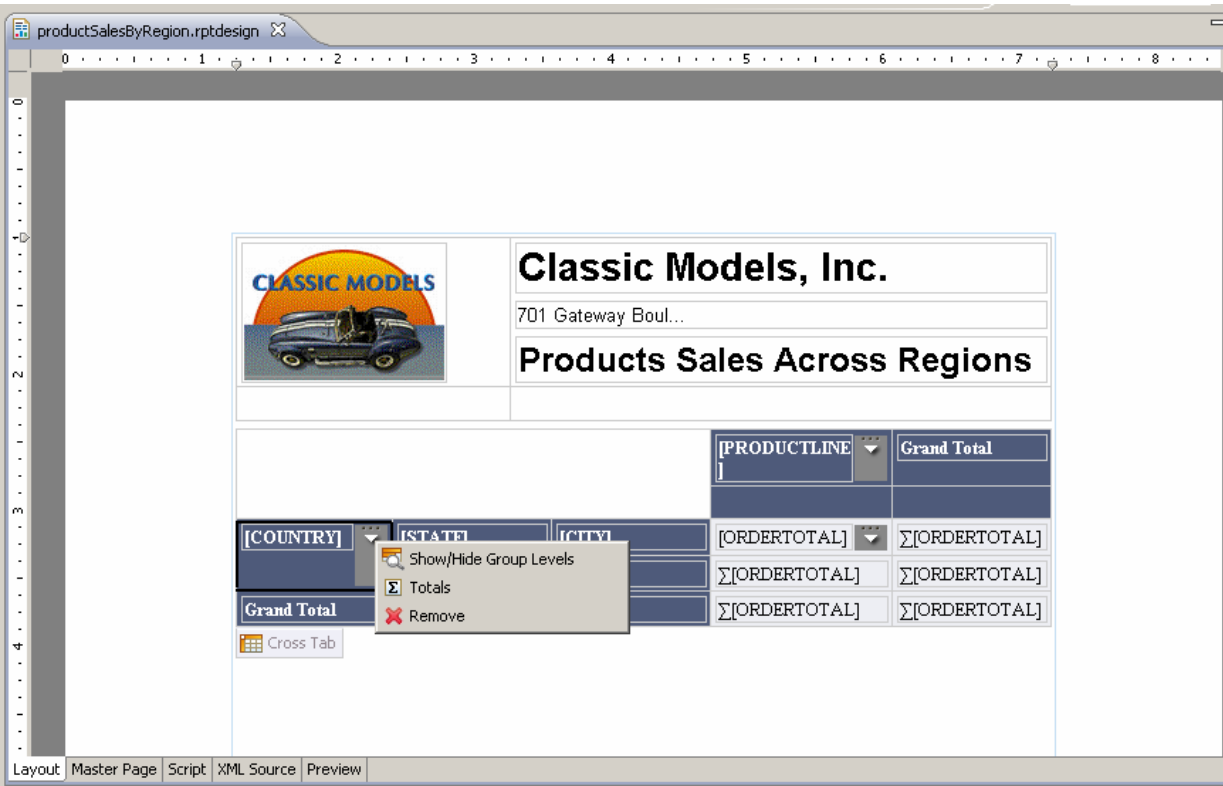 productSalesByRegion.rptdesign
0 1 2 3 4 5 6 7 8
0
1
2
3
4
CLASSIC MODELS
Classic Models, Inc.
701 Gateway Boul...
Products Sales Across Regions
[PRODUCTLINE
]
Grand Total
[COUNTRY] [STATE] [CITY] [ORDERTOTAL] ∑[ORDERTOTAL]
Show/Hide Group Levels
∑[ORDERTOTAL] ∑[ORDERTOTAL]
Totals
Grand Total ∑[ORDERTOTAL] ∑[ORDERTOTAL]
Remove
Cross Tab
Layout Master Page Script XML Source Preview